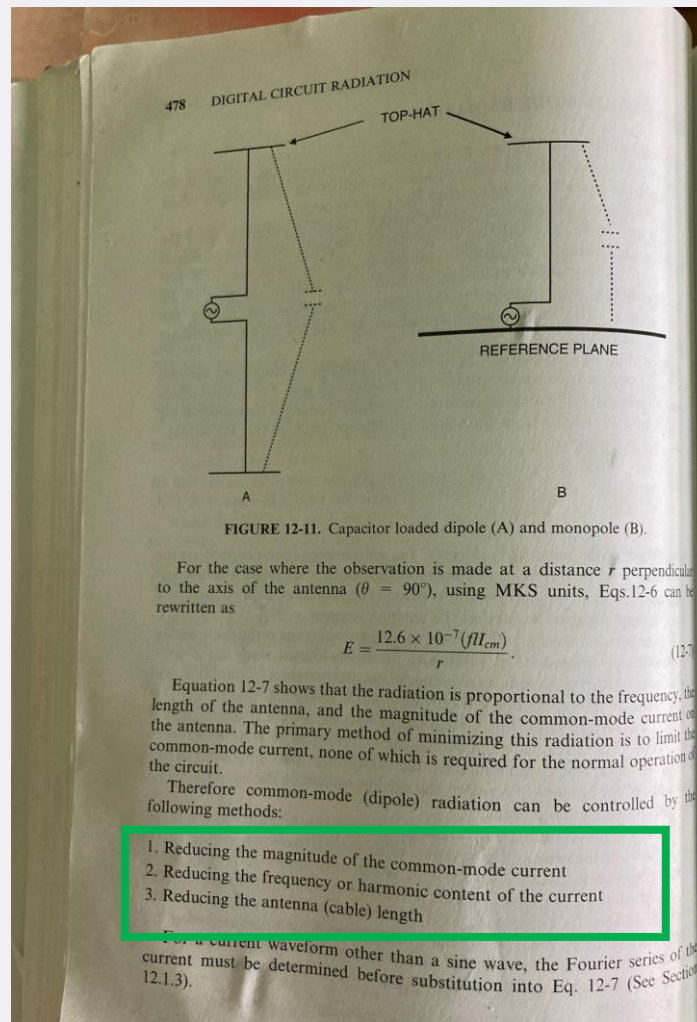 478 DIGITAL CIRCUIT RADIATION
TOP-HAT
REFERENCE PLANE
A
B
FIGURE 12-11. Capacitor loaded dipole (A) and monopole (B).
For the case where the observation is made at a distance r perpendicular
to the axis of the antenna (θ = 90°), using MKS units, Eqs.12-6 can be
rewritten as
E = 12.6 × 10⁻⁷(flI_cm) / r . (12-7
Equation 12-7 shows that the radiation is proportional to the frequency, the
length of the antenna, and the magnitude of the common-mode current on
the antenna. The primary method of minimizing this radiation is to limit the
common-mode current, none of which is required for the normal operation of
the circuit.
Therefore common-mode (dipole) radiation can be controlled by the
following methods:
1. Reducing the magnitude of the common-mode current
2. Reducing the frequency or harmonic content of the current
3. Reducing the antenna (cable) length
For a current waveform other than a sine wave, the Fourier series of the
current must be determined before substitution into Eq. 12-7 (See Section
12.1.3).